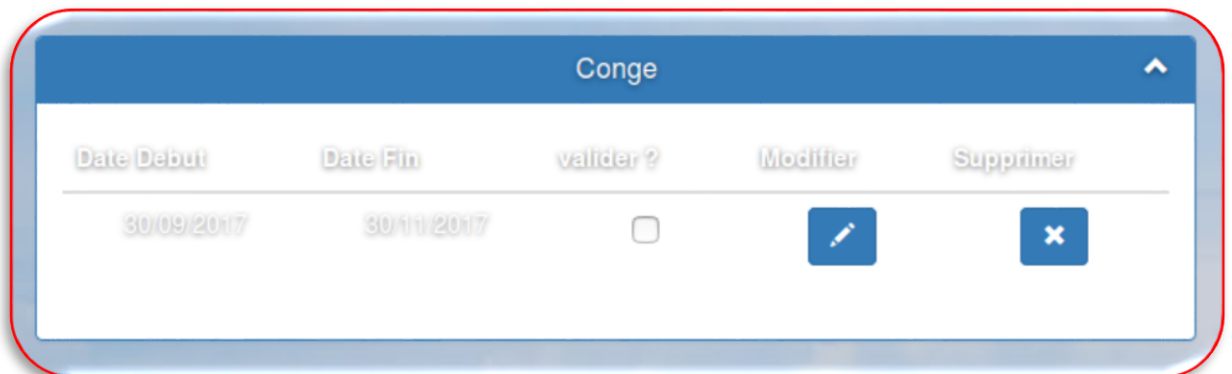 Conge
Date Debut Date Fin valider ? Modifier Supprimer
30/09/2017 30/11/2017